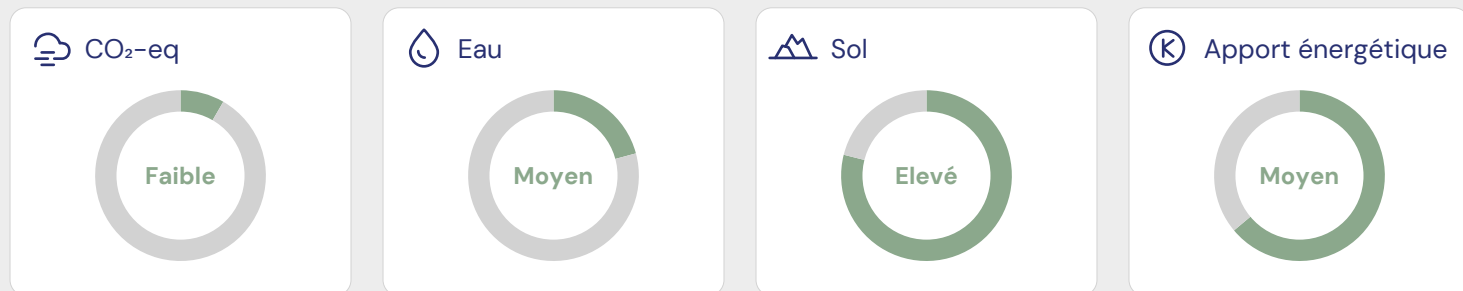 CO₂-eq
Faible
Eau
Moyen
Sol
Elevé
Apport énergétique
Moyen